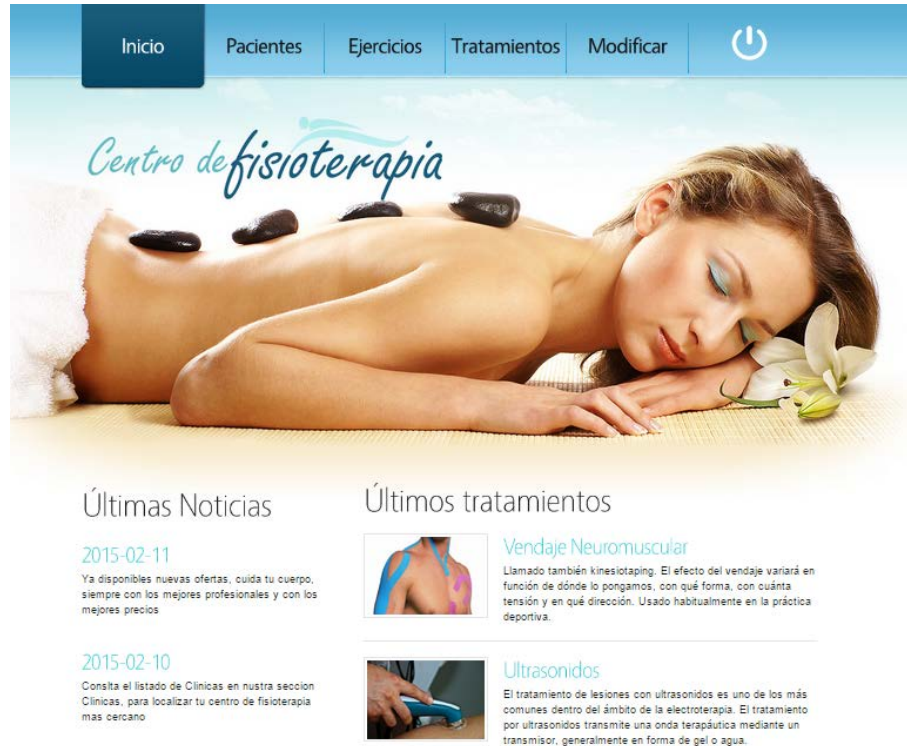 Inicio
Pacientes
Ejercicios
Tratamientos
Modificar
Centro de fisioterapia
Últimas Noticias
2015-02-11
Ya disponibles nuevas ofertas, cuida tu cuerpo,
siempre con los mejores profesionales y con los
mejores precios
2015-02-10
Conslta el listado de Clinicas en nustra seccion
Clinicas, para localizar tu centro de fisioterapia
mas cercano
Últimos tratamientos
Vendaje Neuromuscular
Llamado también kinesiotaping. El efecto del vendaje variará en
función de dónde lo pongamos, con qué forma, con cuánta
tensión y en qué dirección. Usado habitualmente en la práctica
deportiva.
Ultrasonidos
El tratamiento de lesiones con ultrasonidos es uno de los más
comunes dentro del ámbito de la electroterapia. El tratamiento
por ultrasonidos transmite una onda terapáutica mediante un
transmisor, generalmente en forma de gel o agua.